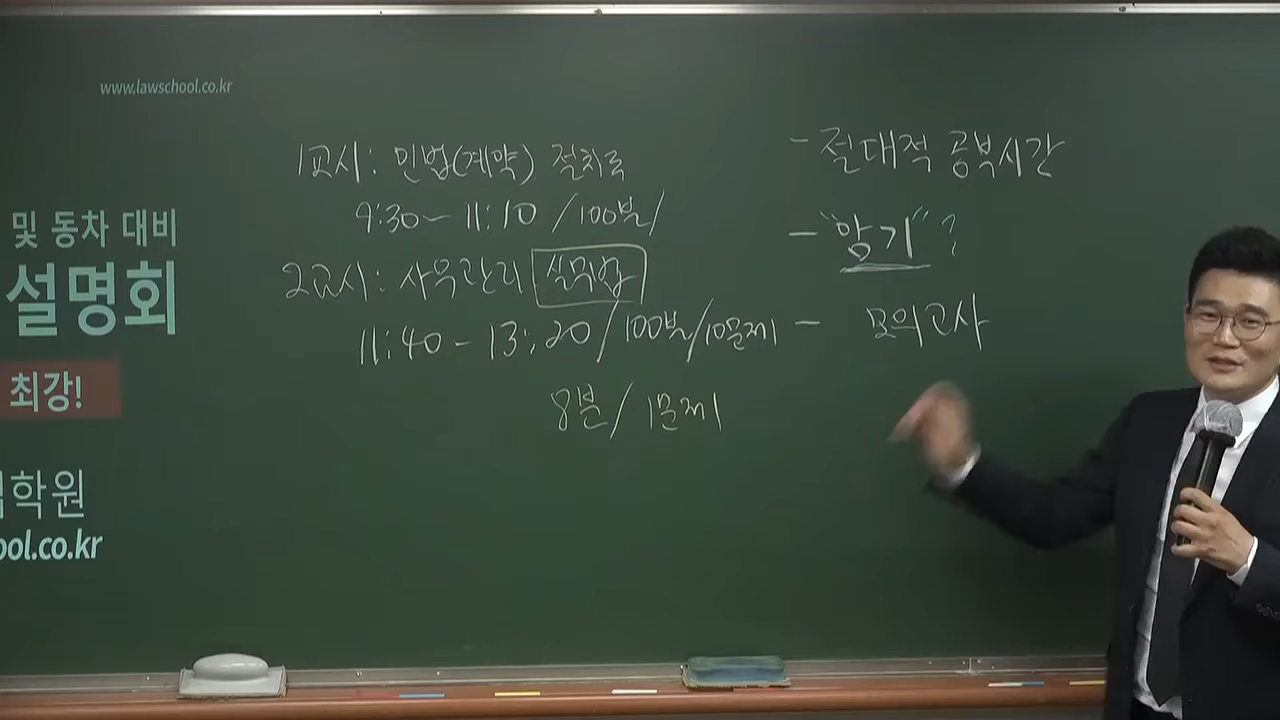 www.lawschool.co.kr
및 동차 대비
설명회
최강!
학원
ool.co.kr
1교시: 민법(계약), 절차론
9:30 - 11:10 /100분/
2교시: 사무관리 실무법
11:40 - 13:20/100분/10문제
8분/1문제
- 절대적 공부시간
- "암기"?
- 모의고사